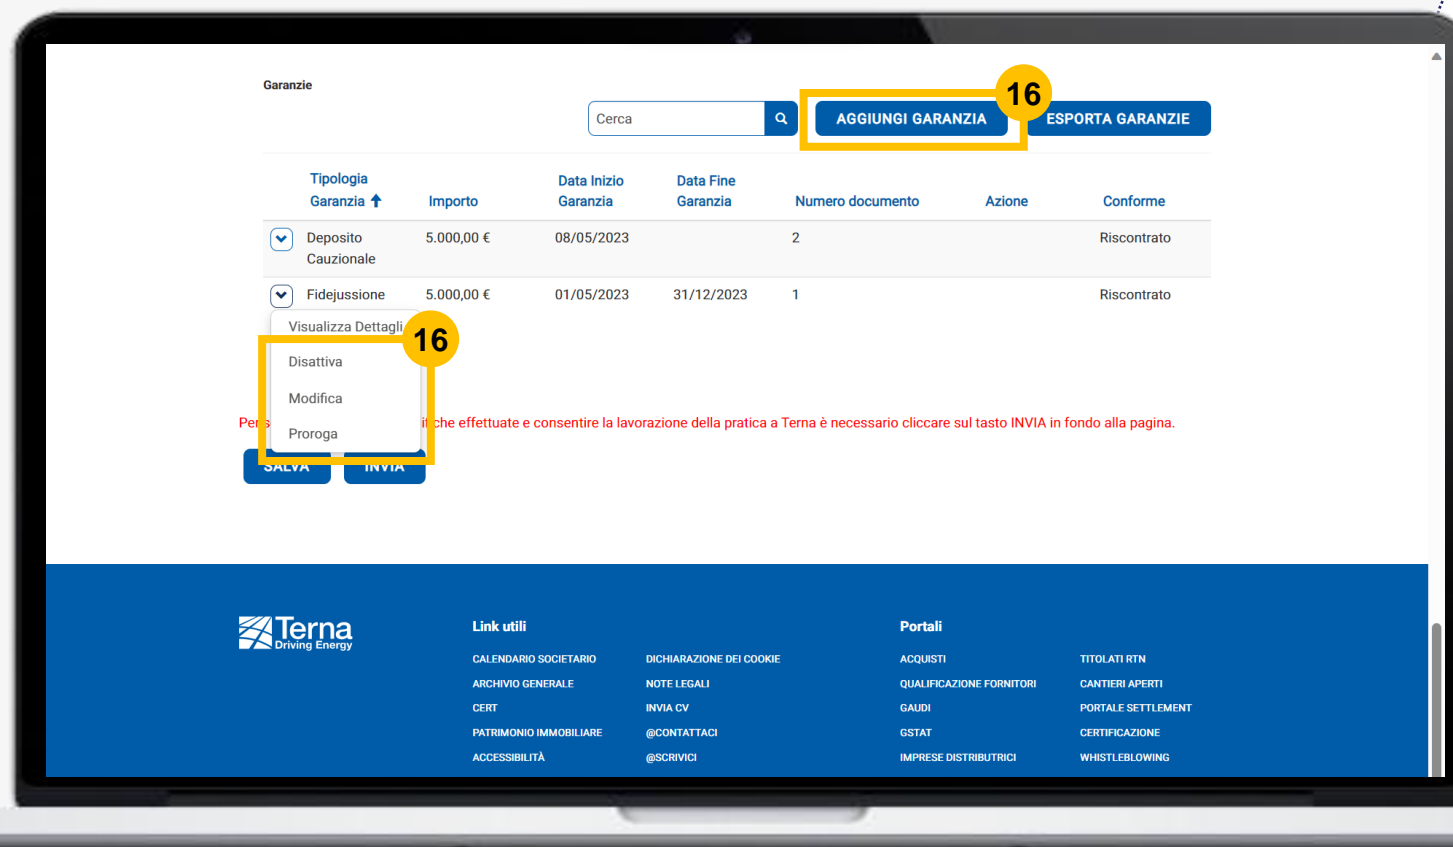 Garanzie
16
Cerca
AGGIUNGI GARANZIA
ESPORTA GARANZIE
Tipologia Garanzia
Importo
Data Inizio Garanzia
Data Fine Garanzia
Numero documento
Azione
Conforme
Deposito Cauzionale 5.000,00 € 08/05/2023 2 Riscontrato
Fidejussione 5.000,00 € 01/05/2023 31/12/2023 1 Riscontrato
Visualizza Dettagli
16
Disattiva
Modifica
Proroga
che effettuate e consentire la lavorazione della pratica a Terna è necessario cliccare sul tasto INVIA in fondo alla pagina.
SALVA
INVIA
Terna
Driving Energy
Link utili
CALENDARIO SOCIETARIO
ARCHIVIO GENERALE
CERT
PATRIMONIO IMMOBILIARE
ACCESSIBILITÀ
DICHIARAZIONE DEI COOKIE
NOTE LEGALI
INVIA CV
@CONTATTACI
@SCRIVICI
Portali
ACQUISTI
QUALIFICAZIONE FORNITORI
GAUDI
GSTAT
IMPRESE DISTRIBUTRICI
TITOLATI RTN
CANTIERI APERTI
PORTALE SETTLEMENT
CERTIFICAZIONE
WHISTLEBLOWING